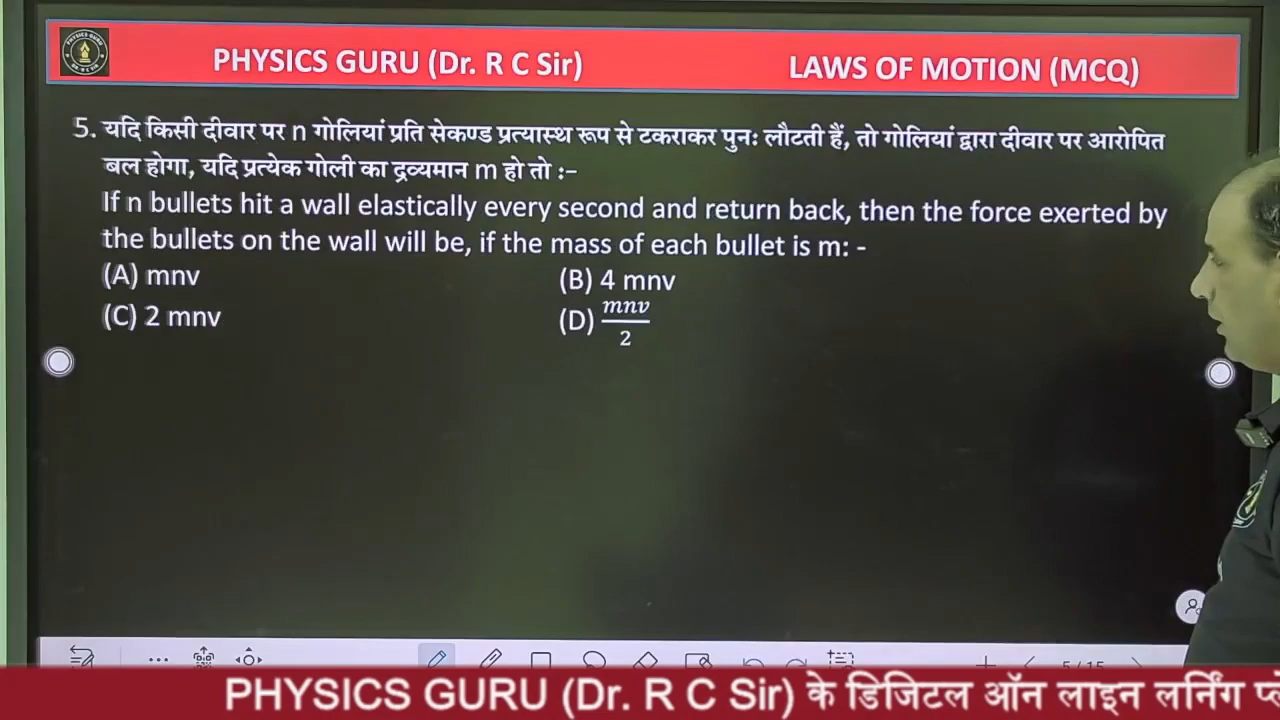 PHYSICS GURU (Dr. R C Sir) LAWS OF MOTION (MCQ)
5. यदि किसी दीवार पर n गोलियां प्रति सेकण्ड प्रत्यास्थ रूप से टकराकर पुनः लौटती हैं, तो गोलियां द्वारा दीवार पर आरोपित
बल होगा, यदि प्रत्येक गोली का द्रव्यमान m हो तो :-
If n bullets hit a wall elastically every second and return back, then the force exerted by
the bullets on the wall will be, if the mass of each bullet is m: -
(A) mnv (B) 4 mnv
(C) 2 mnv (D) mnv/2
5 / 15
PHYSICS GURU (Dr. R C Sir) के डिजिटल ऑन लाइन लर्निंग